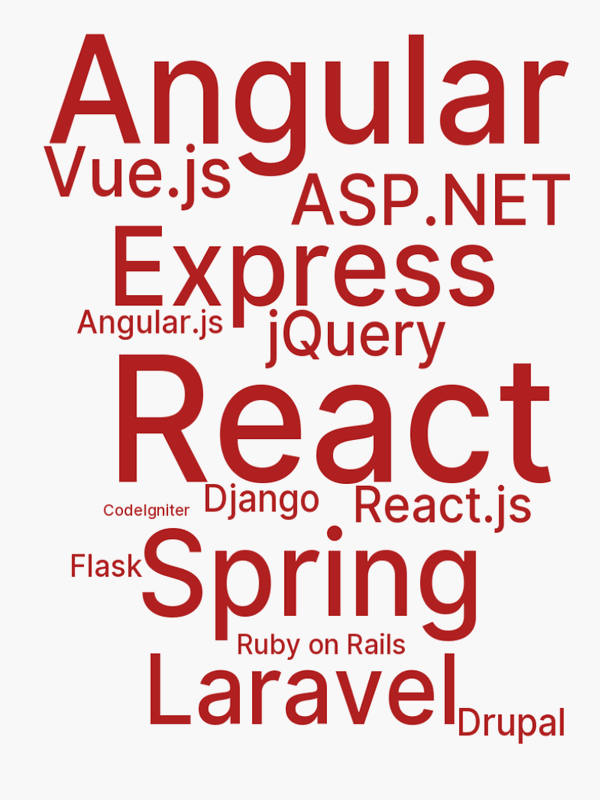 Angular
Vue.js
ASP.NET
Express
Angular.js
jQuery
React
CodeIgniter
Django
React.js
Flask
Spring
Ruby on Rails
Laravel
Drupal